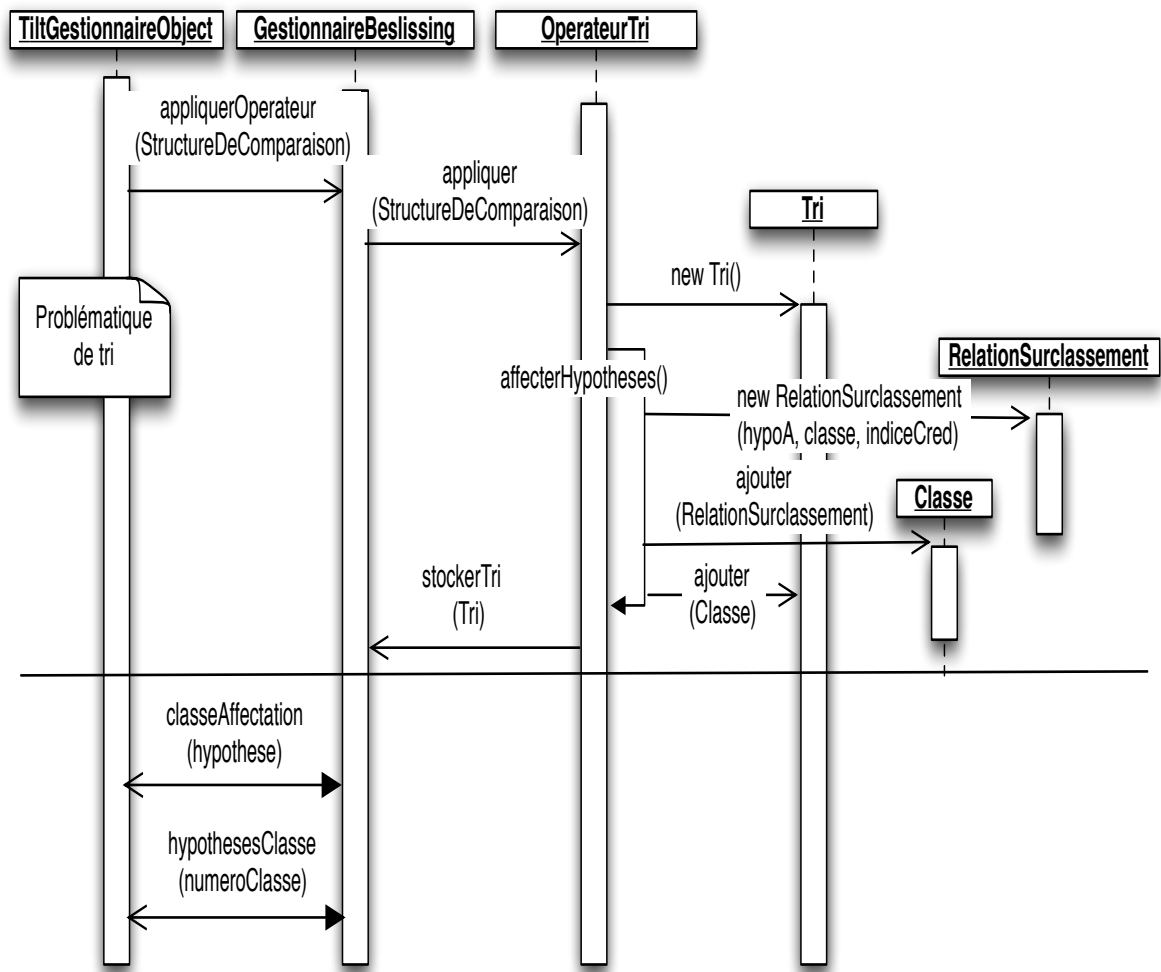 TiltGestionnaireObject
GestionnaireBeslissing
OperateurTri
appliquerOperateur
(StructureDeComparaison)
appliquer
(StructureDeComparaison)
Tri
new Tri()
Problématique
de tri
RelationSurclassement
affecterHypotheses()
new RelationSurclassement
(hypoA, classe, indiceCred)
ajouter
(RelationSurclassement)
Classe
stockerTri
(Tri)
ajouter
(Classe)
classeAffectation
(hypothese)
hypothesesClasse
(numeroClasse)